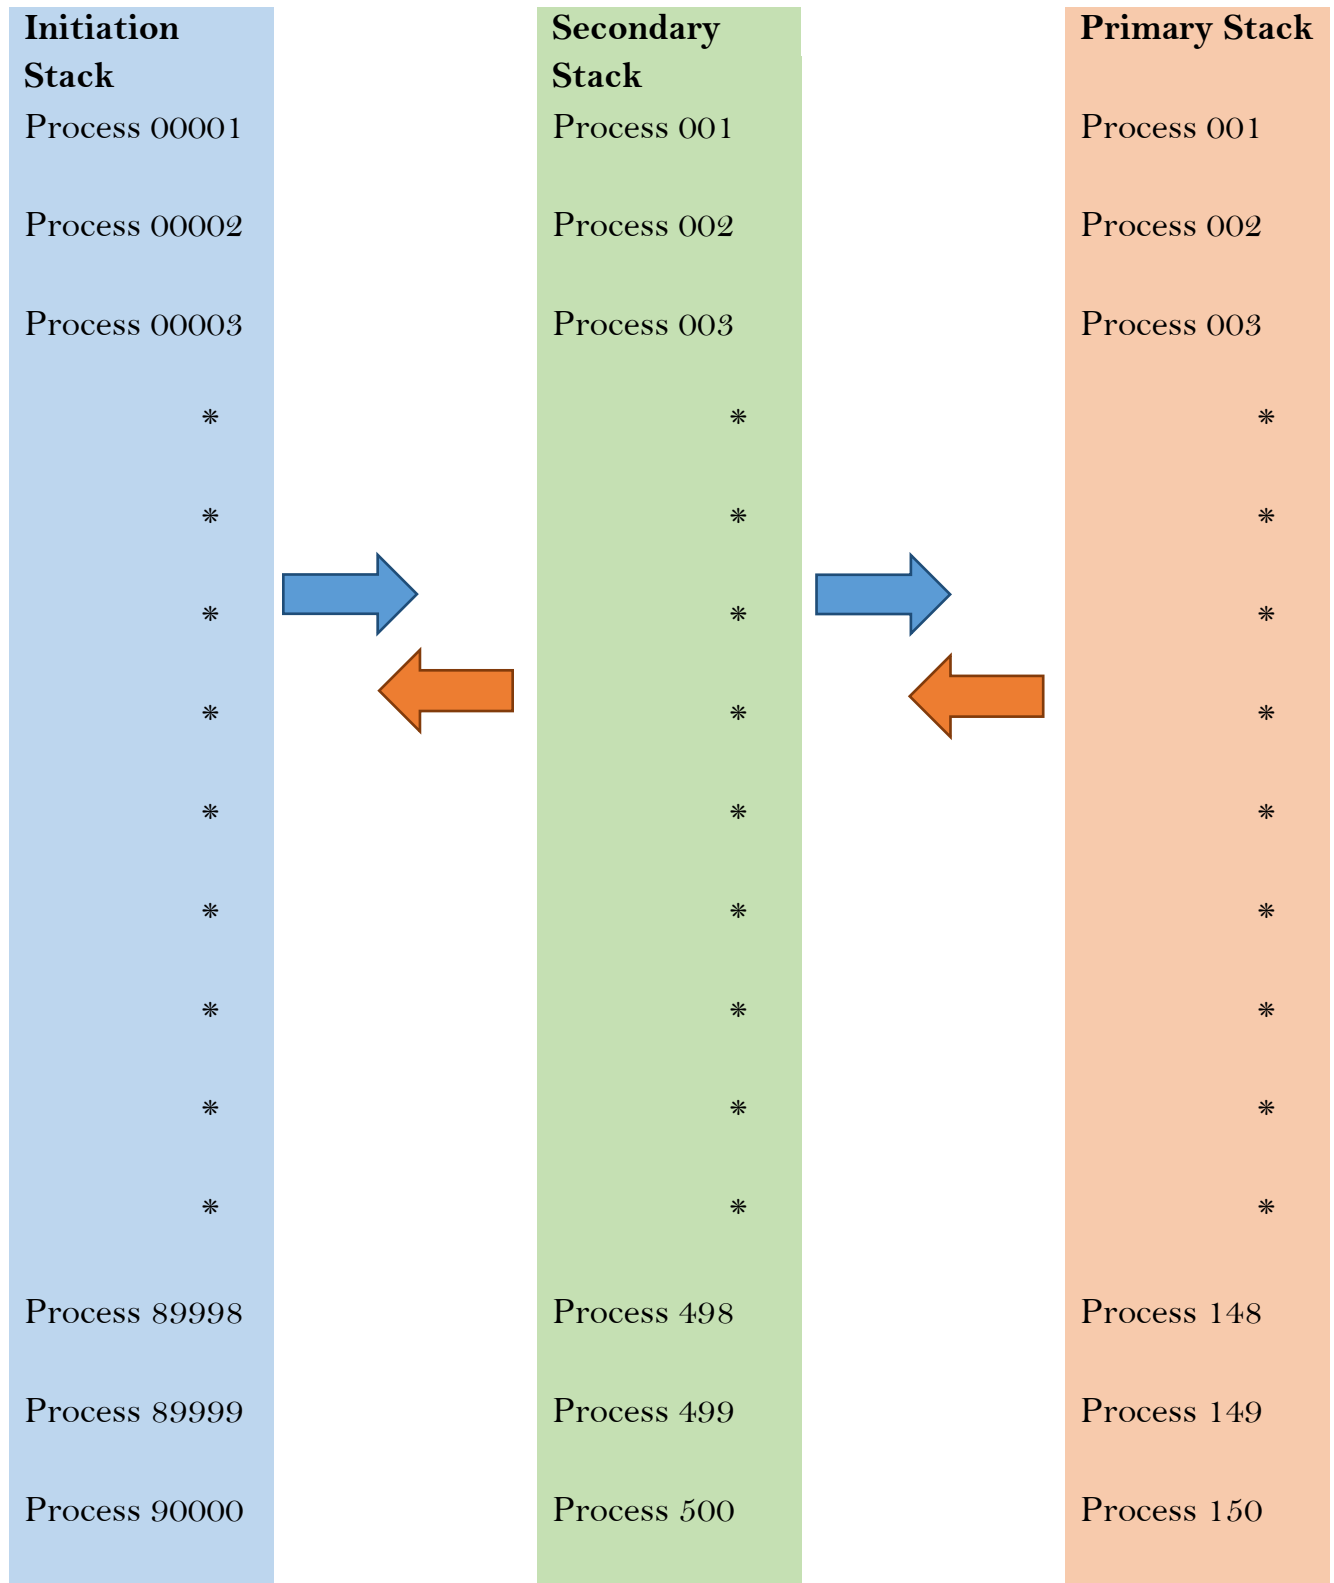 Initiation
Stack
Process 00001
Process 00002
Process 00003
*
*
*
*
*
*
*
*
*
Process 89998
Process 89999
Process 90000
Secondary
Stack
Process 001
Process 002
Process 003
*
*
*
*
*
*
*
*
*
Process 498
Process 499
Process 500
Primary Stack
Process 001
Process 002
Process 003
*
*
*
*
*
*
*
*
*
Process 148
Process 149
Process 150